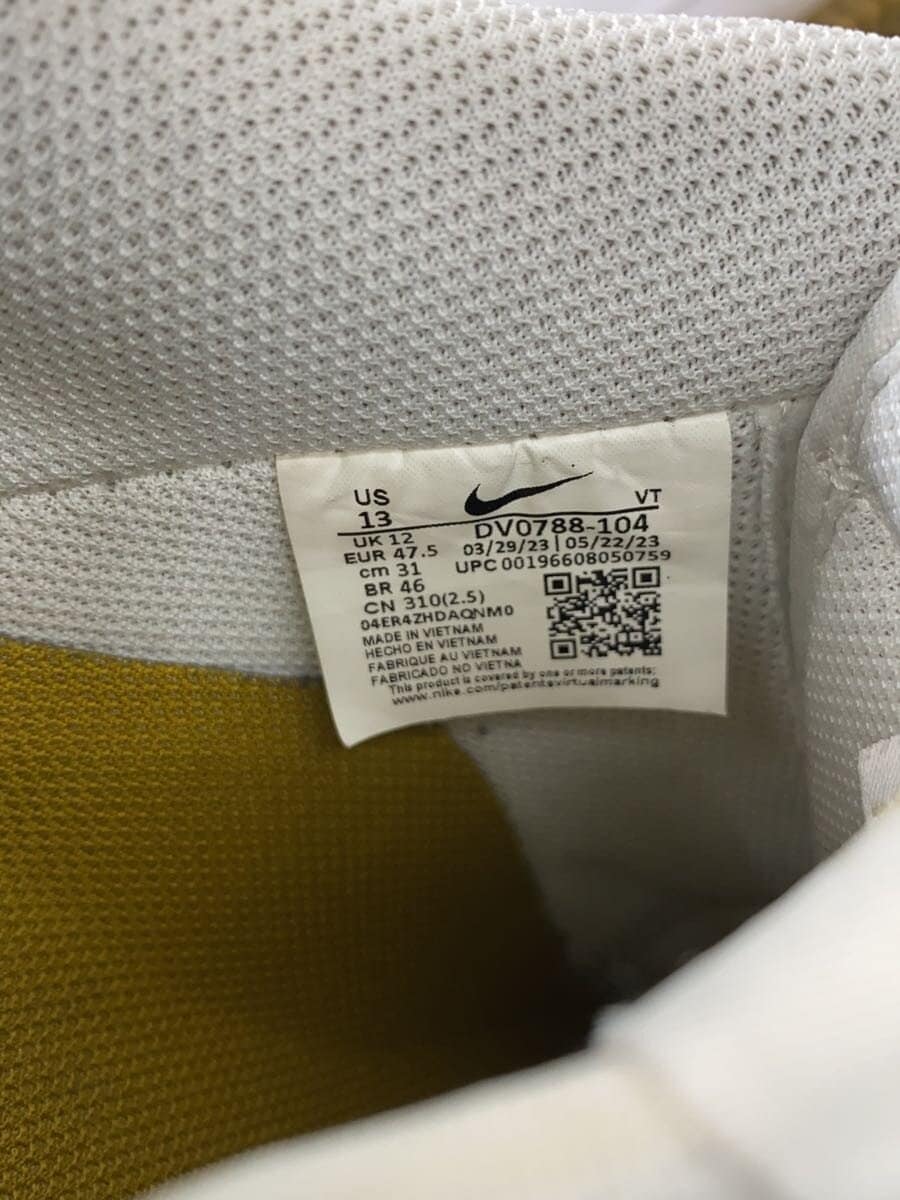 US
13
VT
DV0788-104
UK 12
03/29/23 | 05/22/23
EUR 47.5
UPC 00196608050759
cm 31
BR 46
CN 310(2.5)
04ER4ZHDAQNM0
MADE IN VIETNAM
HECHO EN VIETNAM
FABRIQUE AU VIETNAM
FABRICADO NO VIETNA
This product is covered by one or more patents:
www.nike.com/patentsvirtualmarking